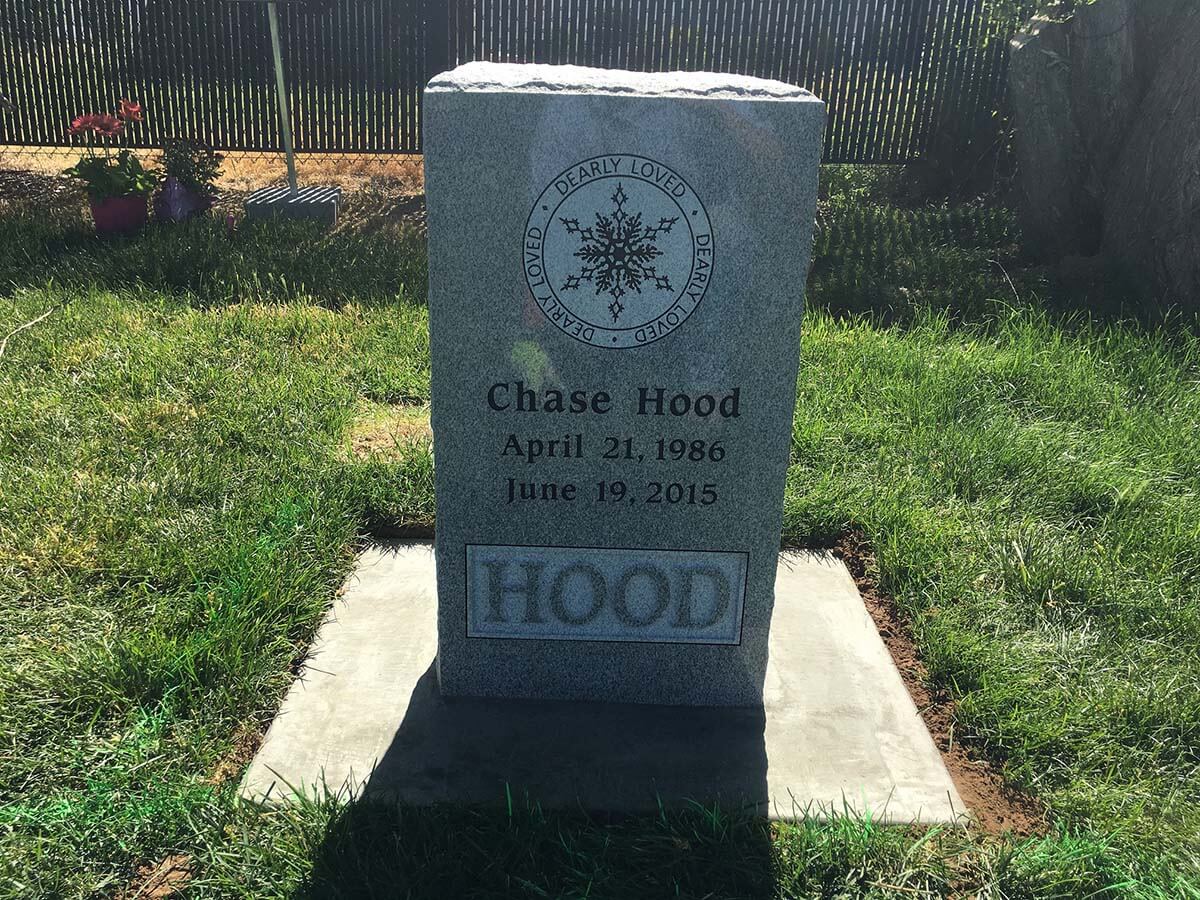 DEARLY LOVED • DEARLY LOVED • DEARLY LOVED •
Chase Hood
April 21, 1986
June 19, 2015
HOOD